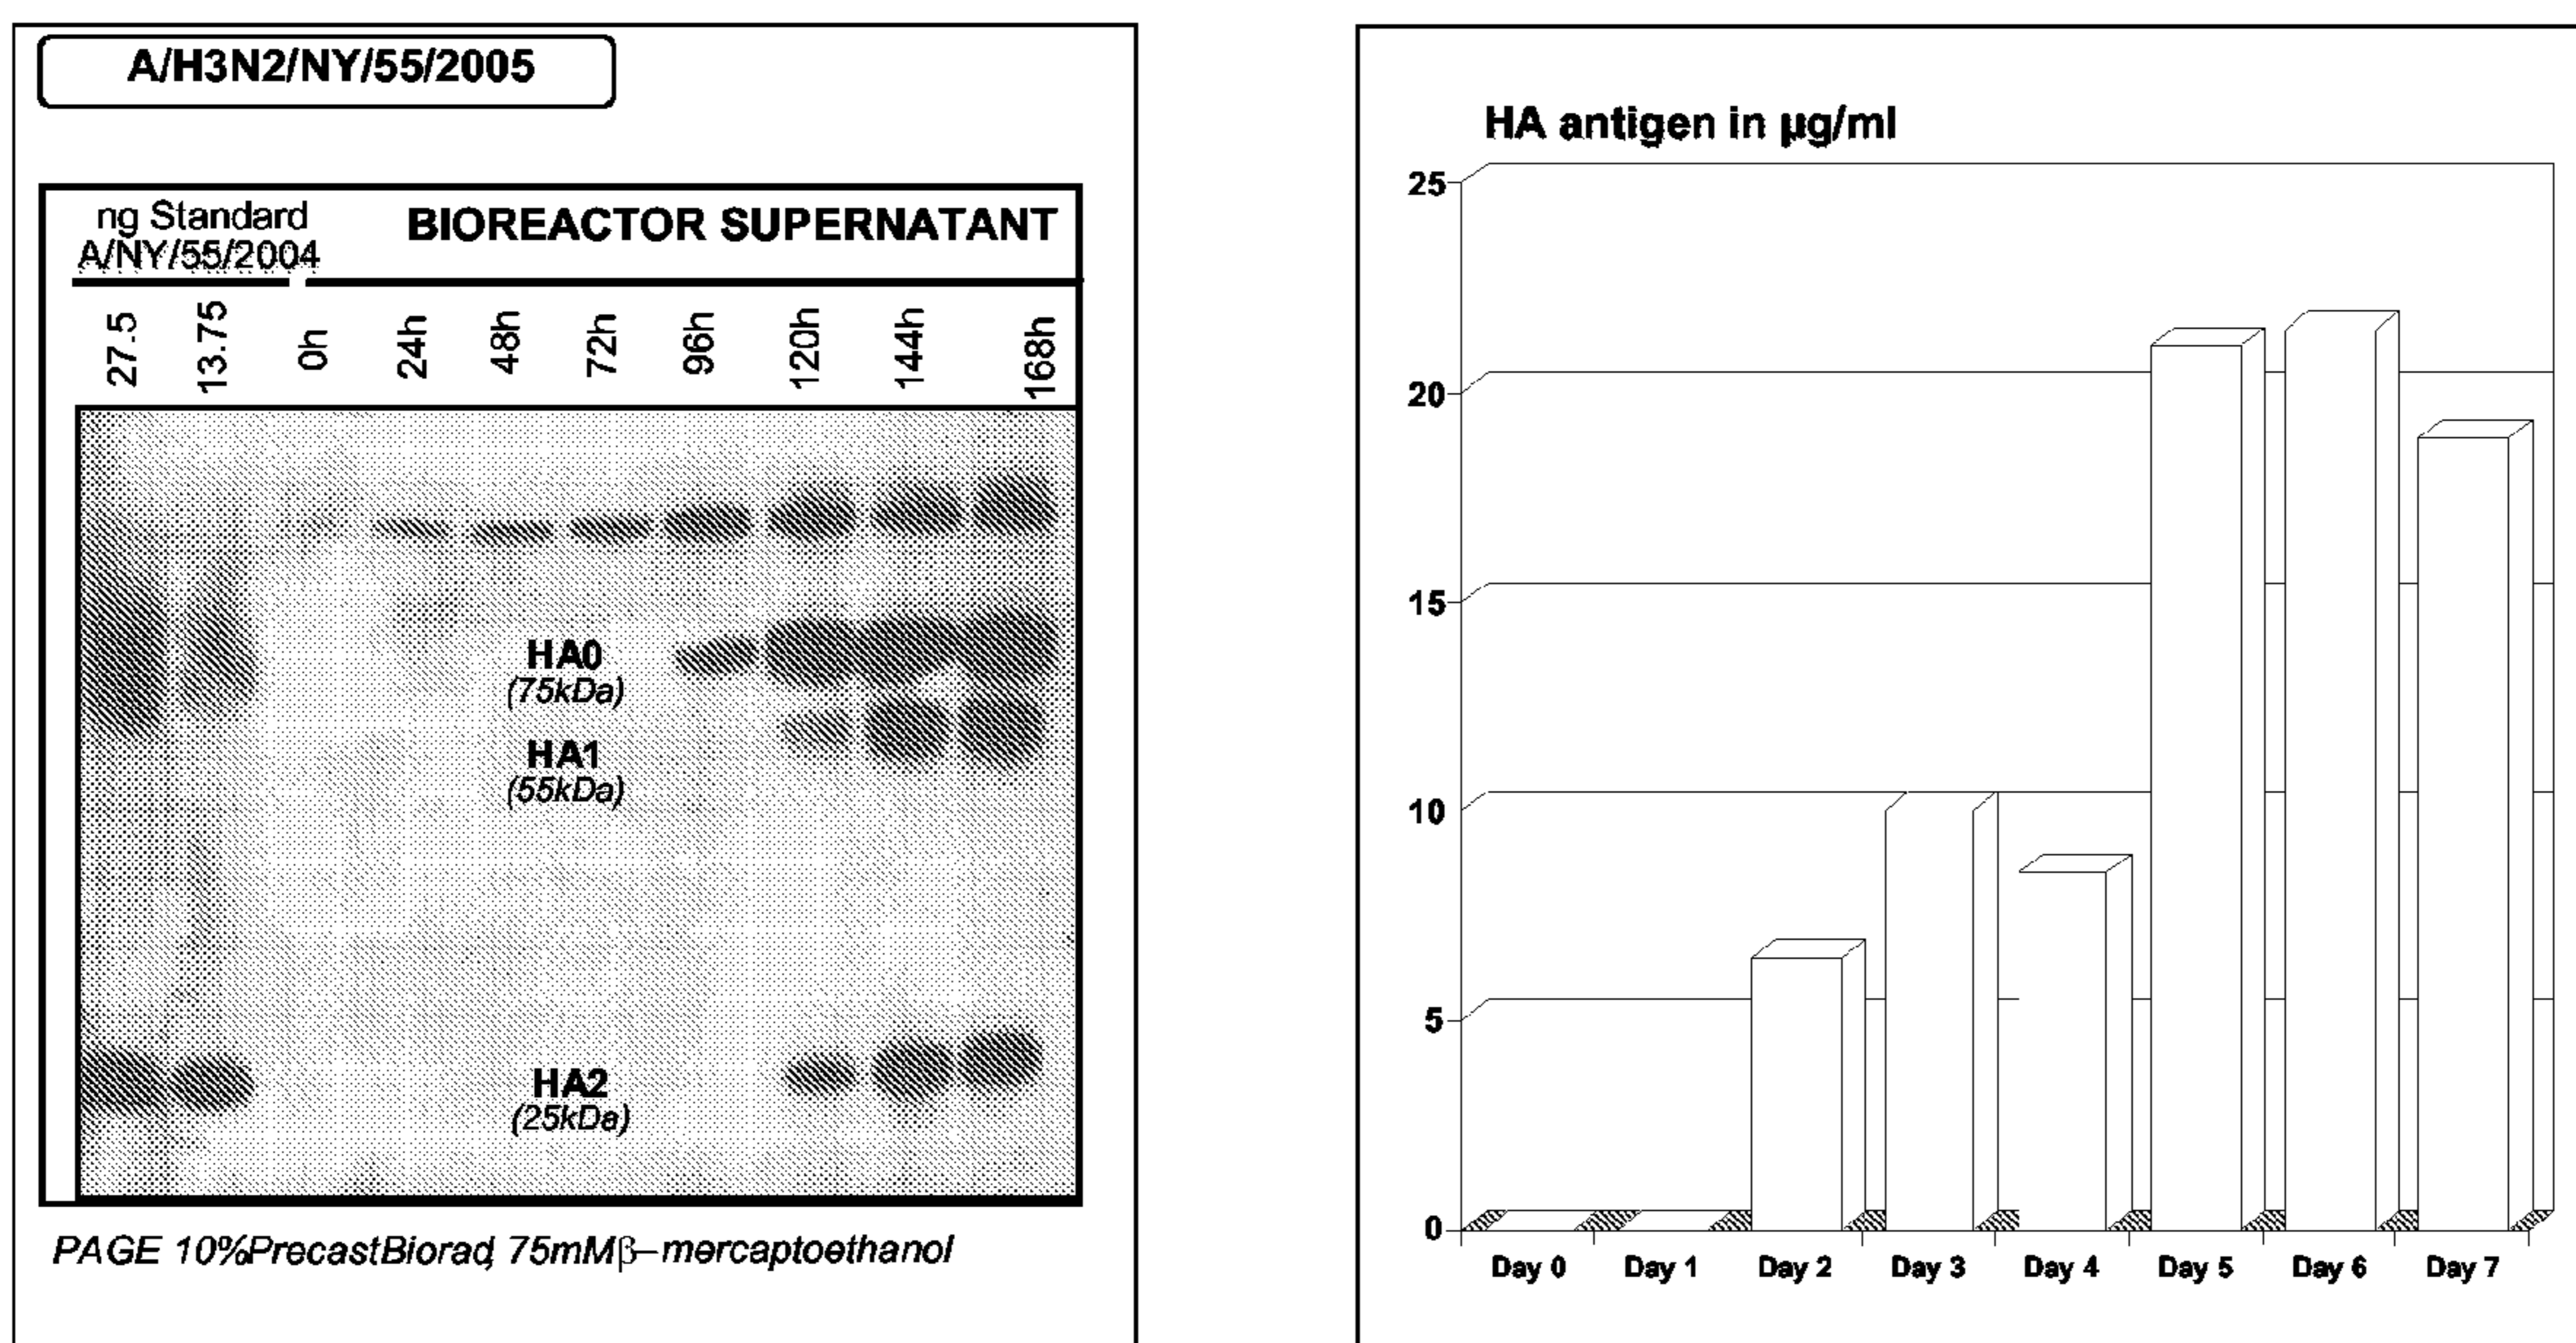 A/H3N2/NY/55/2005
ng Standard
A/NY/55/2004
BIOREACTOR SUPERNATANT
27.5
13.75
0h
24h
48h
72h
96h
120h
144h
168h
HA0
(75kDa)
HA1
(55kDa)
HA2
(25kDa)
PAGE 10%PrecastBiorad, 75mMβ–mercaptoethanol
HA antigen in µg/ml
25
20
15
10
5
0
Day 0 Day 1 Day 2 Day 3 Day 4 Day 5 Day 6 Day 7